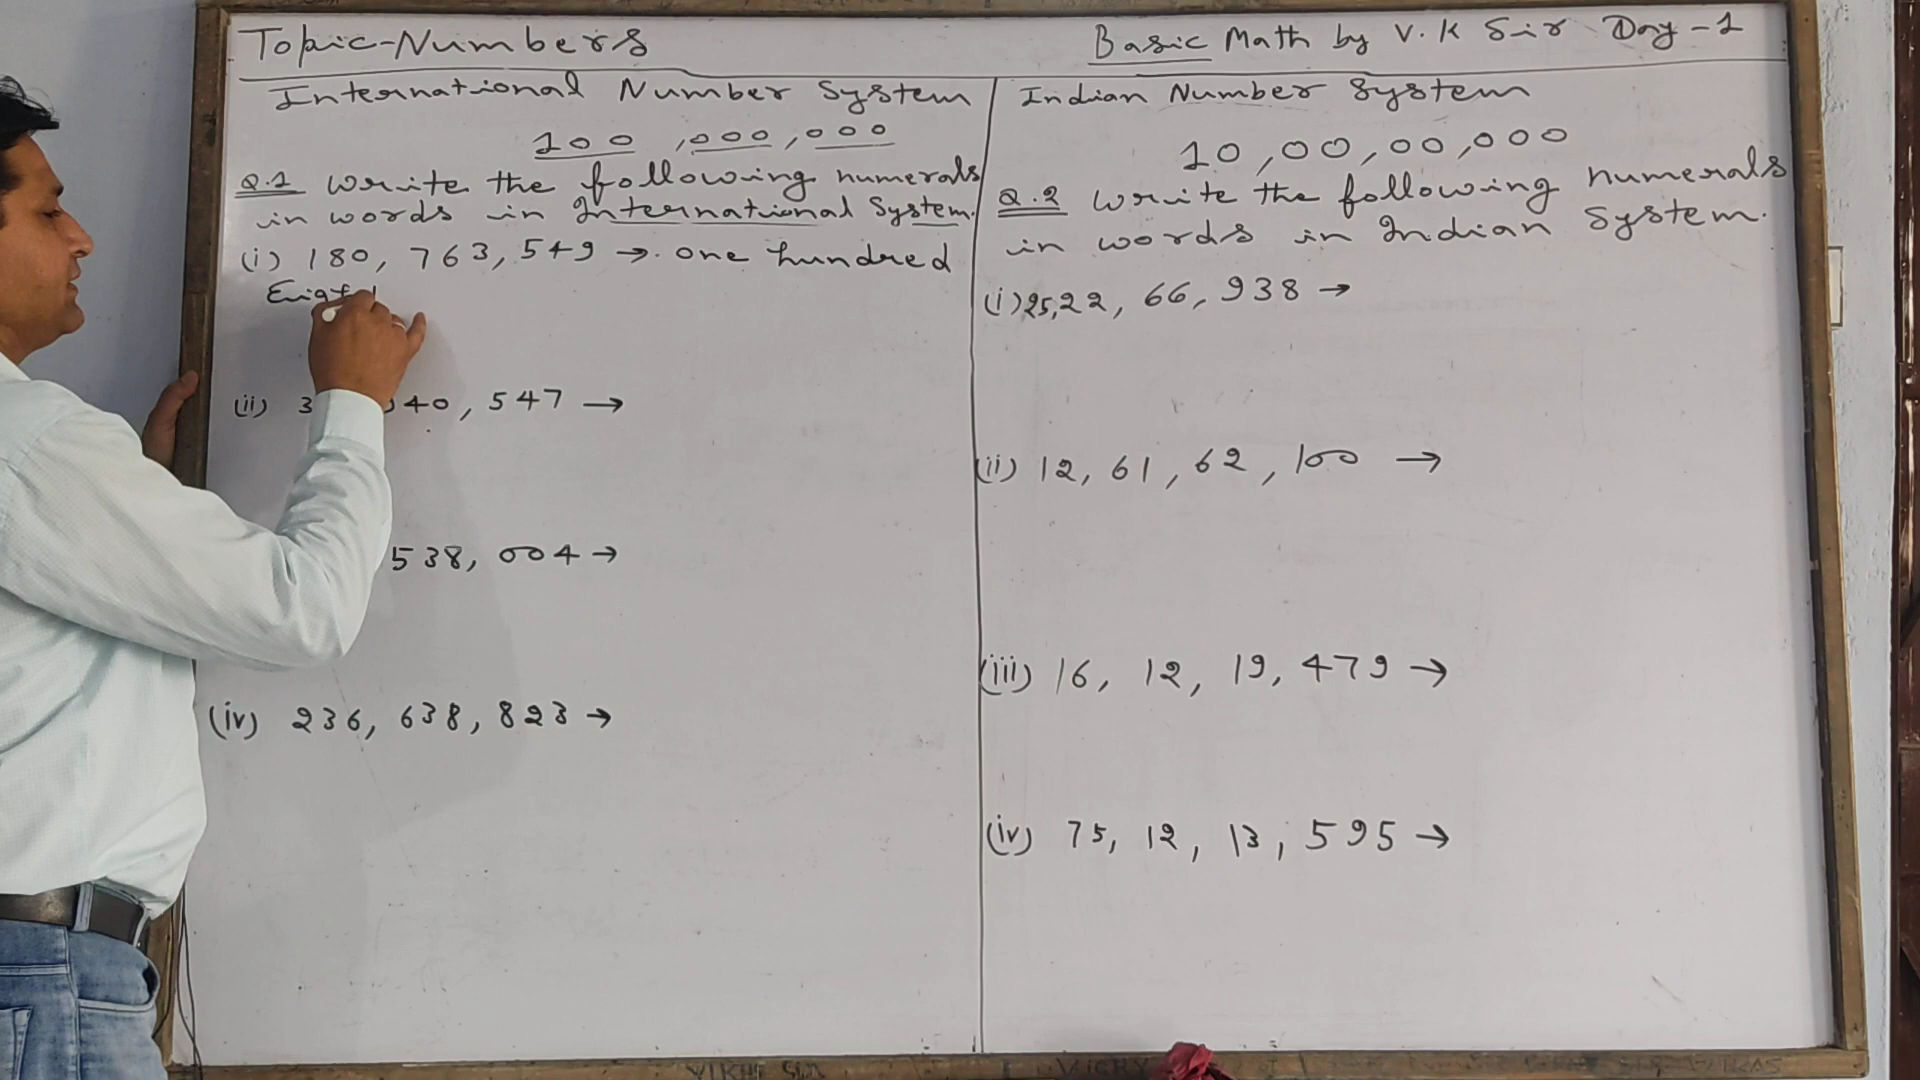 Topic-Numbers
Basic Math by V.K Sir Day-1
International Number System
100,000,000
Q.1 Write the following numerals
in words in International System.
(i) 180, 763, 549 → One hundred
Eight
(ii) 3 40, 547 →
538, 004 →
(iv) 236, 638, 823 →
Indian Number System
10,00,00,000
Q.2 Write the following numerals
in words in Indian System.
(i) 25,22, 66, 938 →
(ii) 12, 61, 62, 100 →
(iii) 16, 12, 19, 479 →
(iv) 75, 12, 13, 595 →